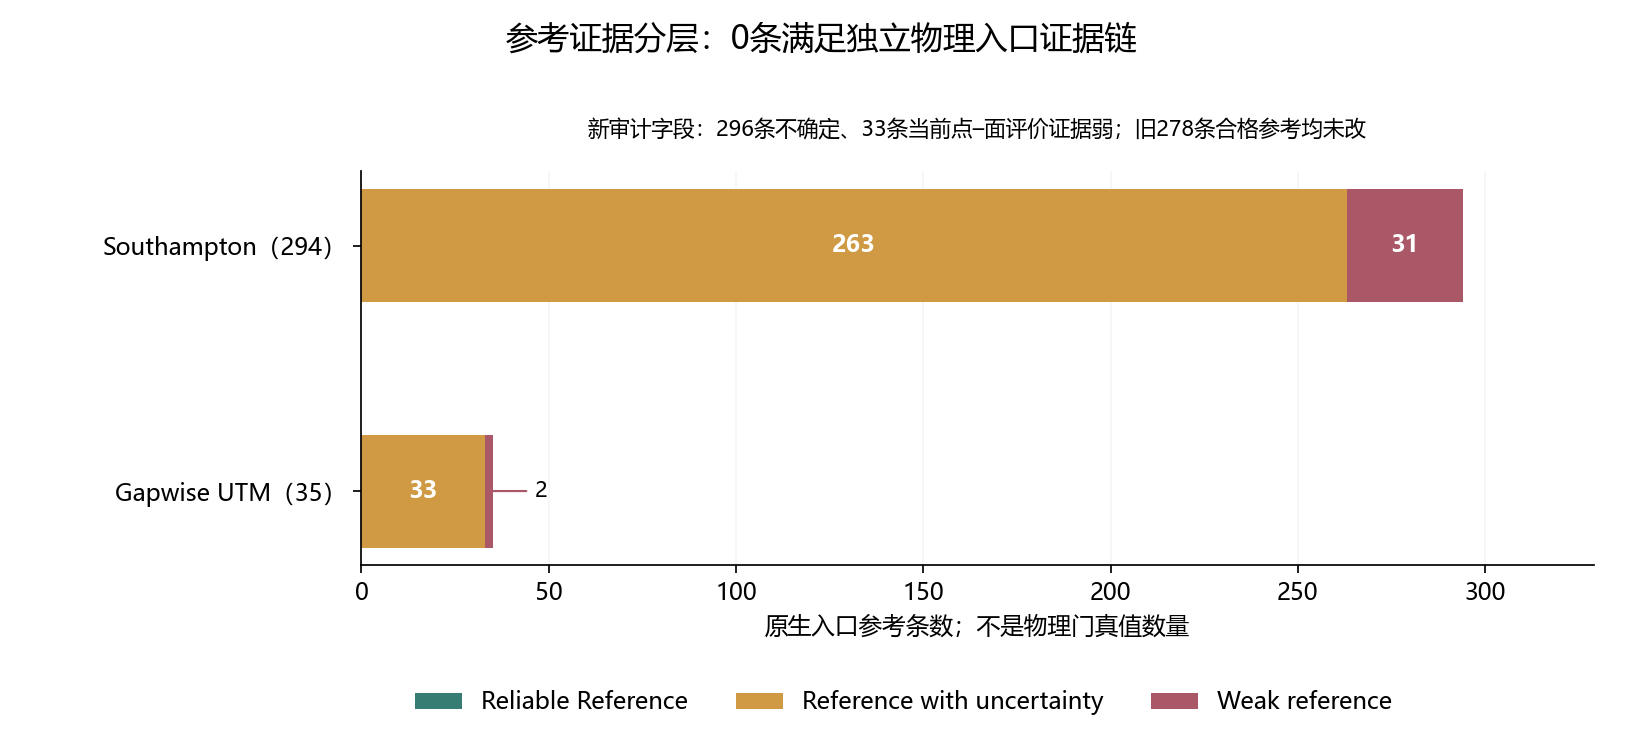 参考证据分层：0条满足独立物理入口证据链
新审计字段：296条不确定、33条当前点–面评价证据弱；旧278条合格参考均未改
Southampton（294）
263
31
Gapwise UTM（35）
33
2
0 50 100 150 200 250 300
原生入口参考条数；不是物理门真值数量
Reliable Reference Reference with uncertainty Weak reference